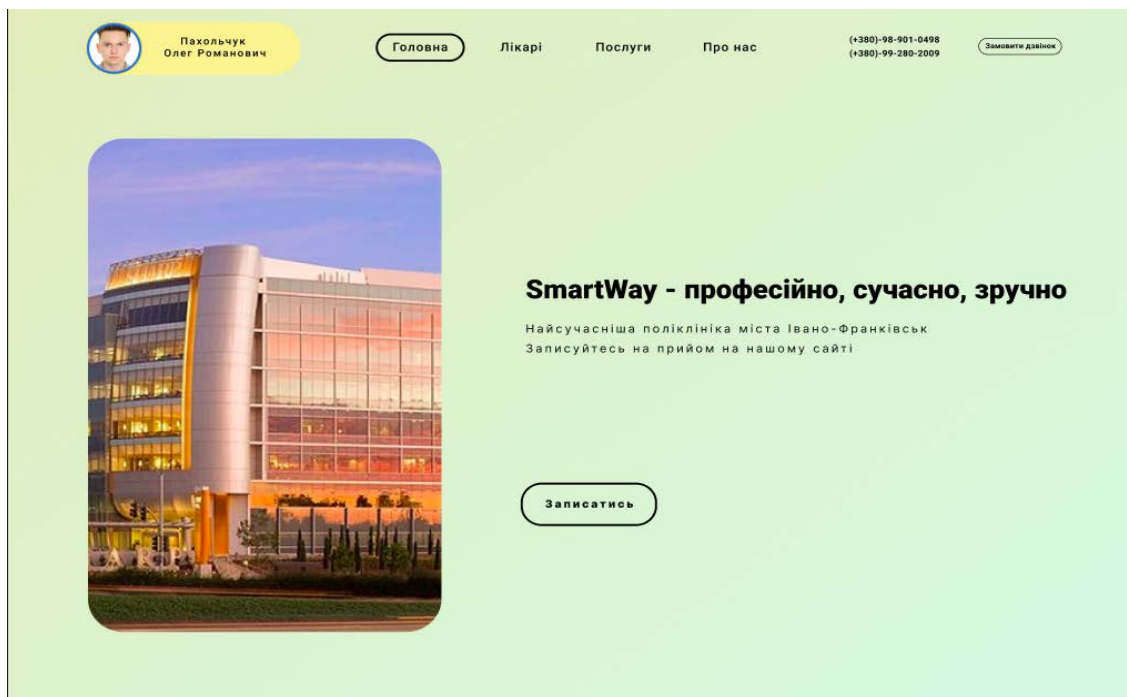 Пахольчук
Олег Романович
Головна
Лікарі
Послуги
Про нас
(+380)-98-901-0498
(+380)-99-280-2009
Замовити дзвінок
SmartWay - професійно, сучасно, зручно
Найсучасніша поліклініка міста Івано-Франківськ
Записуйтесь на прийом на нашому сайті
Записатись